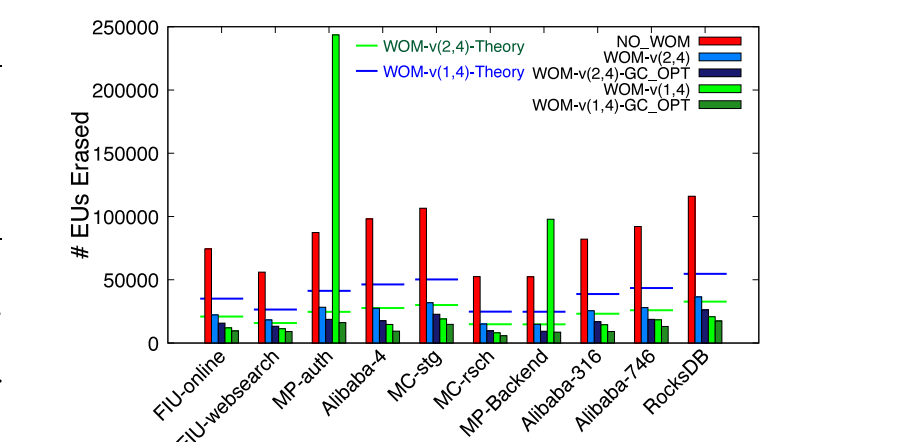 250000
200000
150000
100000
50000
0
# EUs Erased
WOM-v(2,4)-Theory
WOM-v(1,4)-Theory
NO_WOM
WOM-v(2,4)
WOM-v(2,4)-GC_OPT
WOM-v(1,4)
WOM-v(1,4)-GC_OPT
FIU-online
FIU-websearch
MP-auth
Alibaba-4
MC-stg
MC-rsch
MP-Backend
Alibaba-316
Alibaba-746
RocksDB